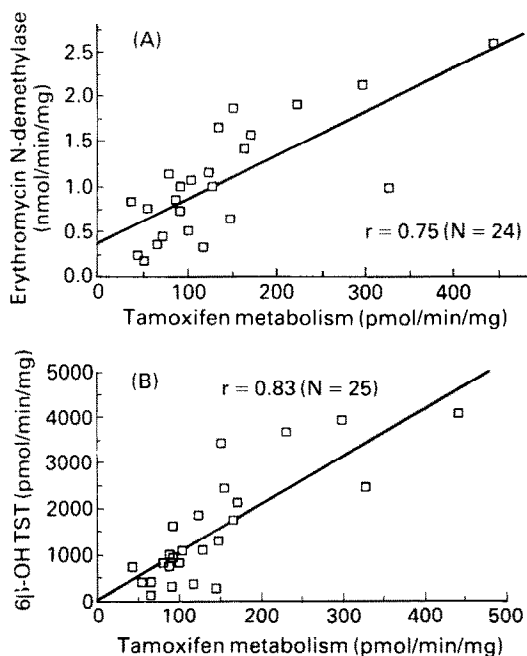 (A)
Erythromycin N-demethylase
(nmol/min/mg)
2.5
2.0
1.5
1.0
0.5
0.0
r = 0.75 (N = 24)
0 100 200 300 400
Tamoxifen metabolism (pmol/min/mg)
(B)
r = 0.83 (N = 25)
6β-OH TST (pmol/min/mg)
5000
4000
3000
2000
1000
0
0 100 200 300 400 500
Tamoxifen metabolism (pmol/min/mg)